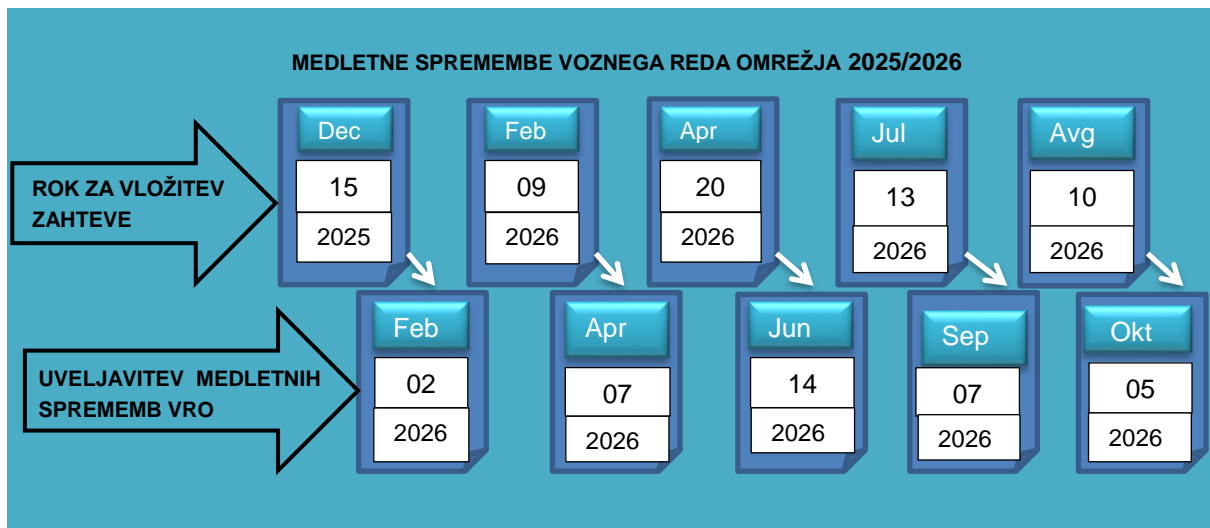 MEDLETNE SPREMEMBE VOZNEGA REDA OMREŽJA 2025/2026
ROK ZA VLOŽITEV
ZAHTEVE
Dec
15
2025
Feb
09
2026
Apr
20
2026
Jul
13
2026
Avg
10
2026
UVELJAVITEV MEDLETNIH
SPREMEMB VRO
Feb
02
2026
Apr
07
2026
Jun
14
2026
Sep
07
2026
Okt
05
2026